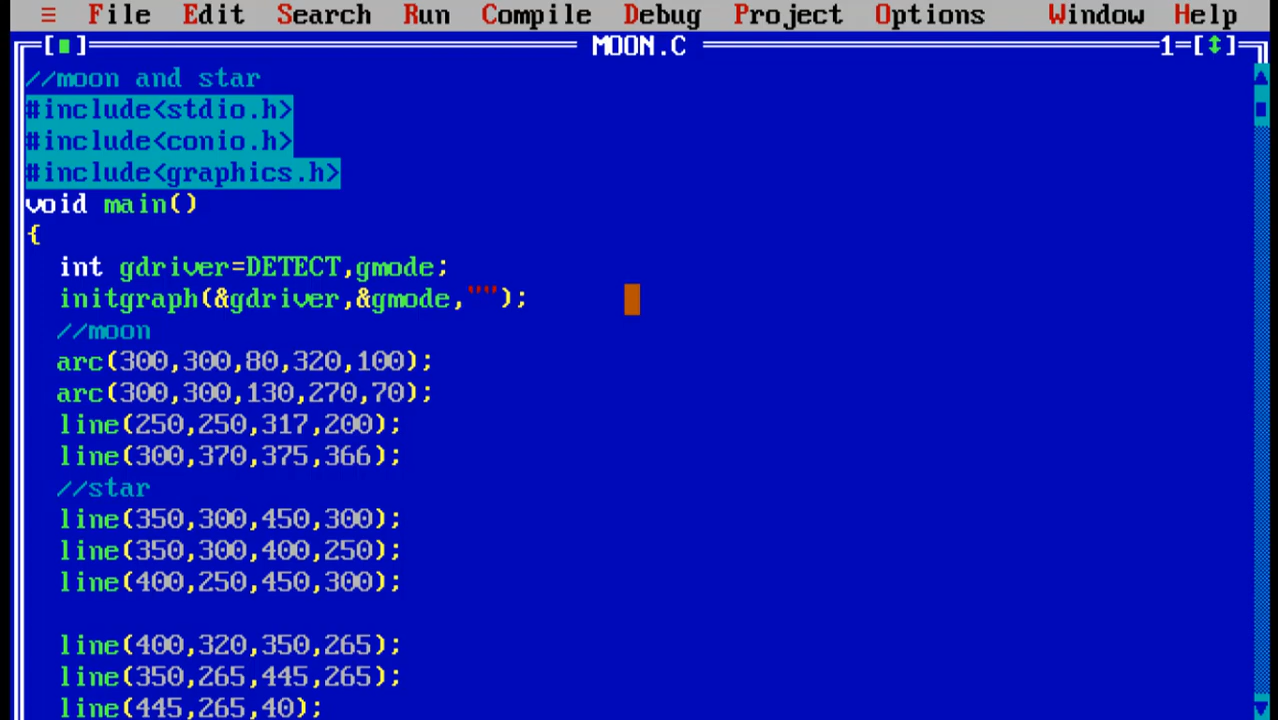 ≡ File Edit Search Run Compile Debug Project Options Window Help
MOON.C 1=[↕]
//moon and star
#include<stdio.h>
#include<conio.h>
#include<graphics.h>
void main()
{
int gdriver=DETECT,gmode;
initgraph(&gdriver,&gmode,"");
//moon
arc(300,300,80,320,100);
arc(300,300,130,270,70);
line(250,250,317,200);
line(300,370,375,366);
//star
line(350,300,450,300);
line(350,300,400,250);
line(400,250,450,300);
line(400,320,350,265);
line(350,265,445,265);
line(445,265,40);